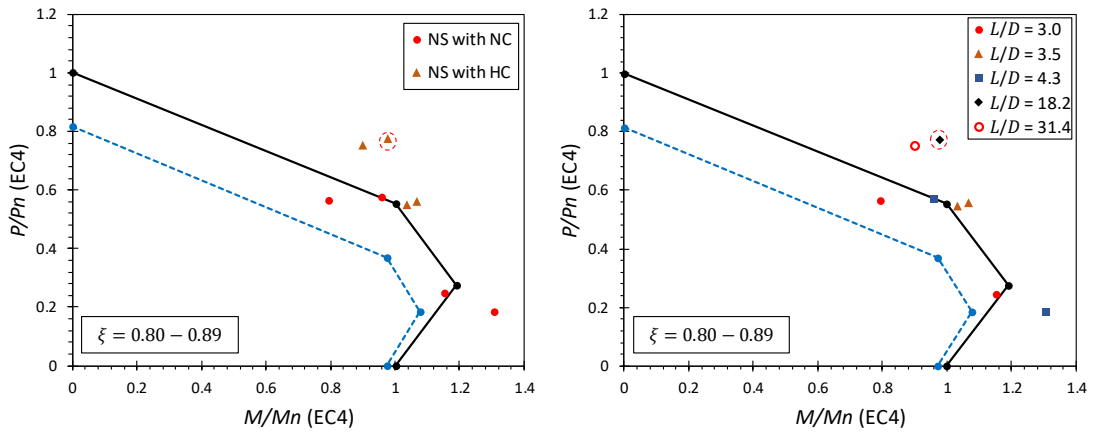 1.2
1
0.8
0.6
0.4
0.2
0
0
0.2
0.4
0.6
0.8
1
1.2
1.4
P/Pn (EC4)
M/Mn (EC4)
NS with NC
NS with HC
ξ = 0.80 – 0.89
1.2
1
0.8
0.6
0.4
0.2
0
0
0.2
0.4
0.6
0.8
1
1.2
1.4
P/Pn (EC4)
M/Mn (EC4)
L/D = 3.0
L/D = 3.5
L/D = 4.3
L/D = 18.2
L/D = 31.4
ξ = 0.80 – 0.89